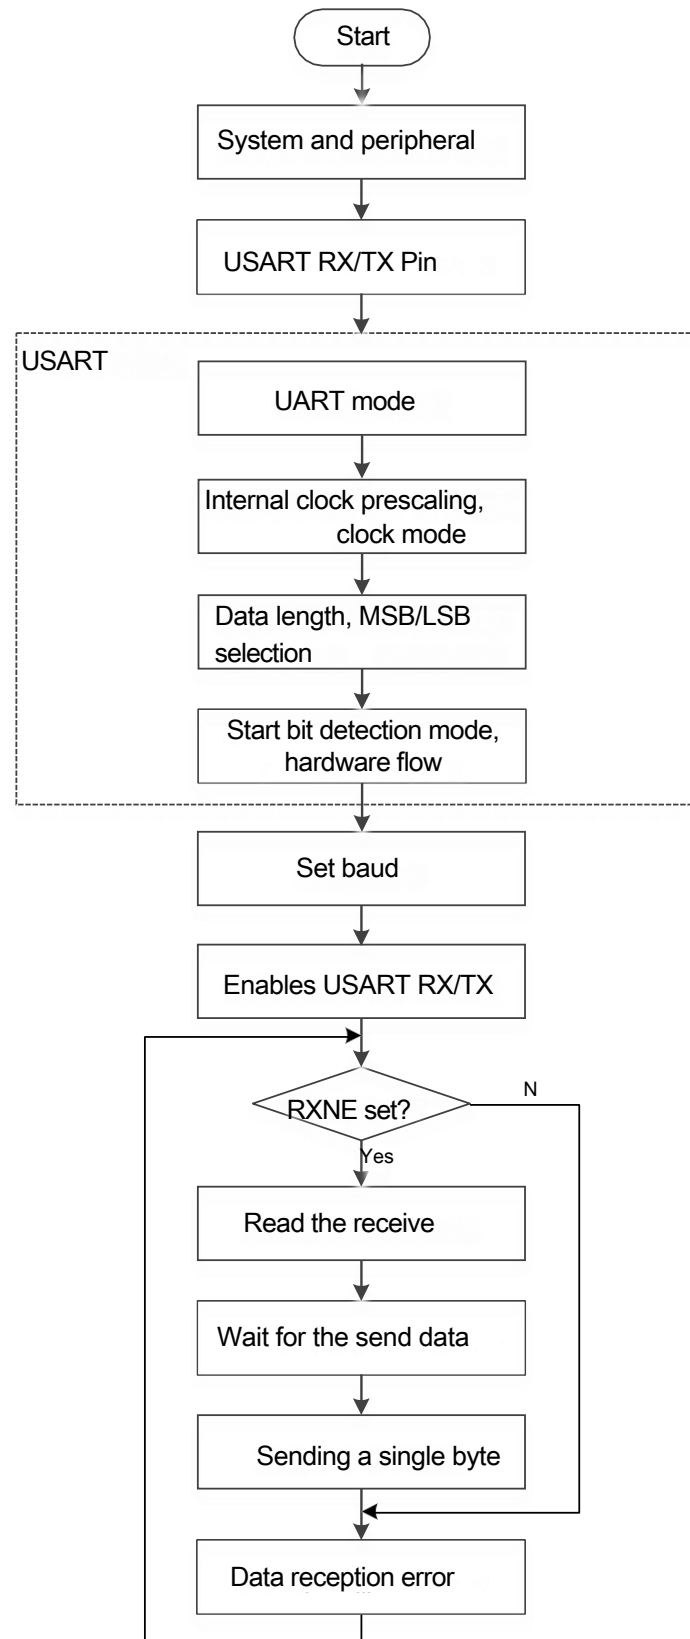 Start
System and peripheral
USART RX/TX Pin
USART
UART mode
Internal clock prescaling,
clock mode
Data length, MSB/LSB
selection
Start bit detection mode,
hardware flow
Set baud
Enables USART RX/TX
RXNE set?
N
Yes
Read the receive
Wait for the send data
Sending a single byte
Data reception error